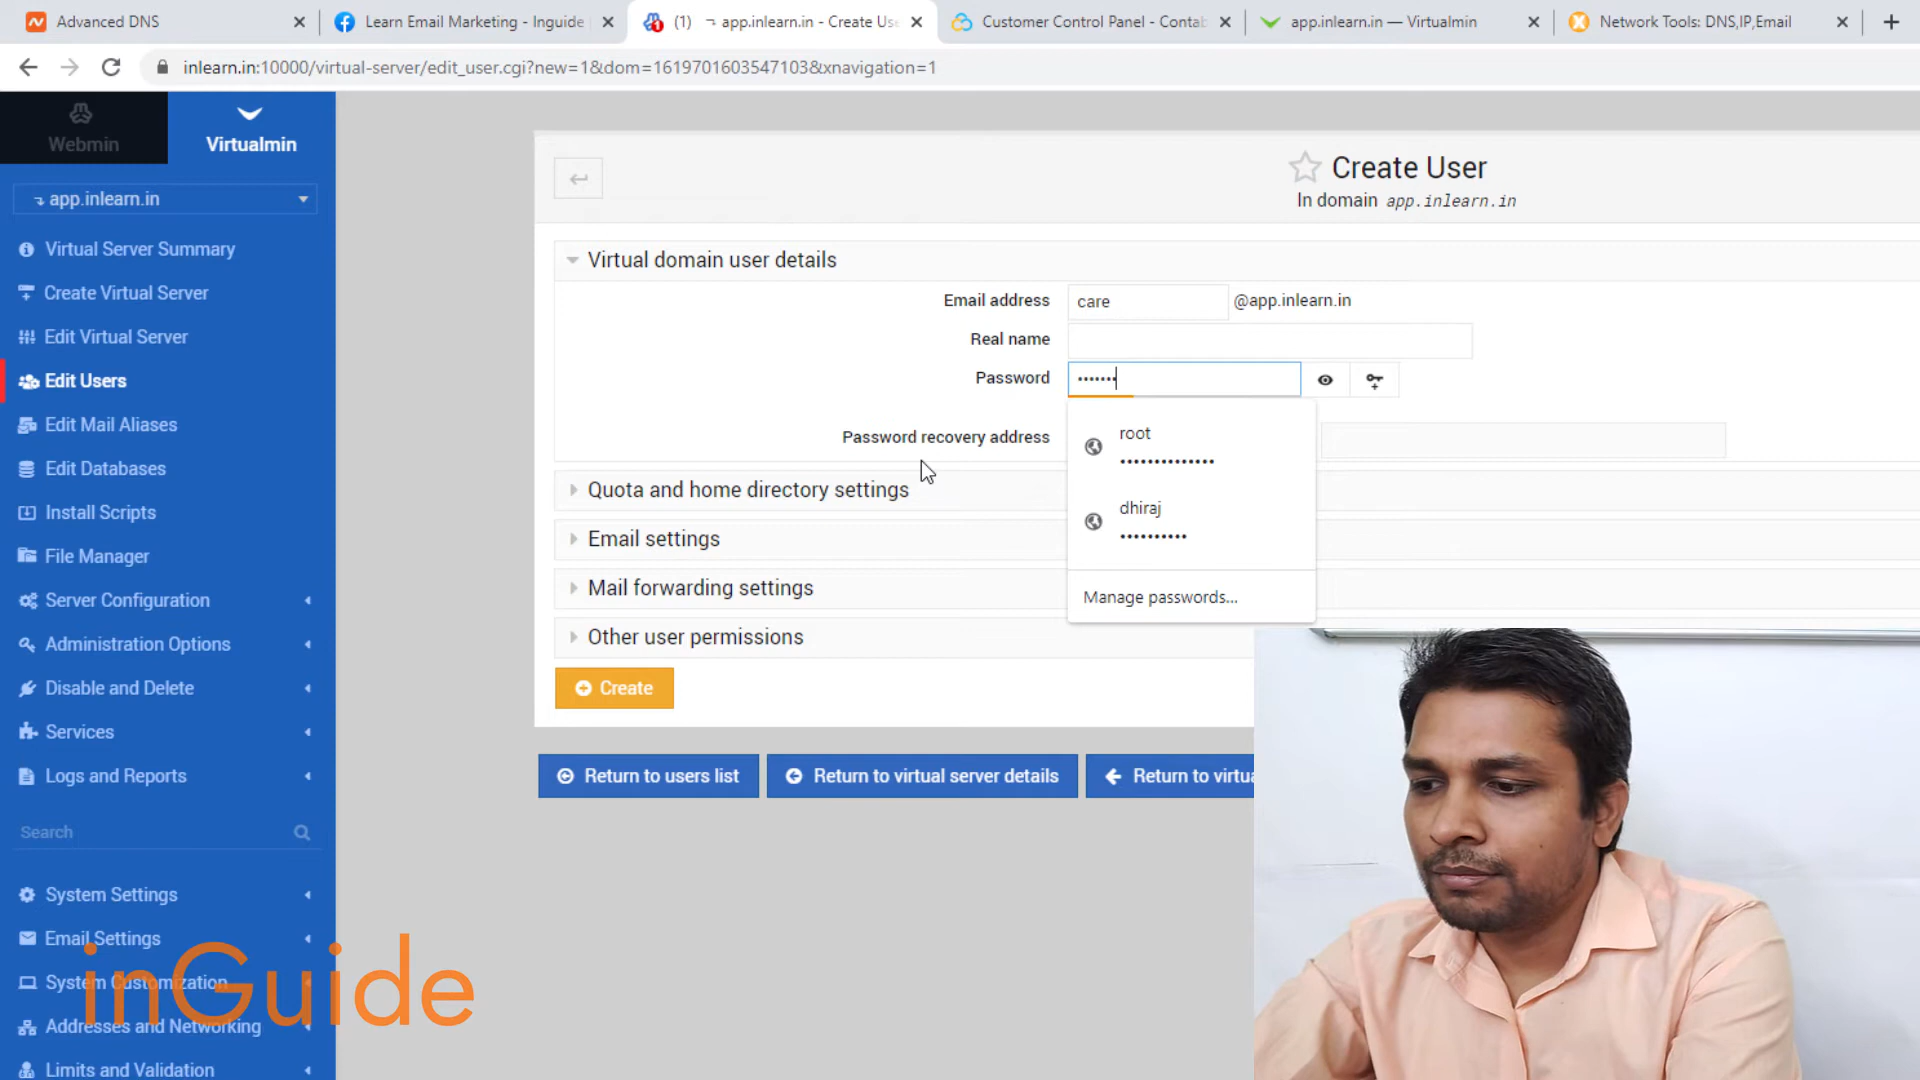 Advanced DNS
Learn Email Marketing - Inguide
(1) app.inlearn.in - Create Use
Customer Control Panel - Contab
app.inlearn.in — Virtualmin
Network Tools: DNS,IP,Email
inlearn.in:10000/virtual-server/edit_user.cgi?new=1&dom=1619701603547103&xnavigation=1
Webmin
Virtualmin
app.inlearn.in
Virtual Server Summary
Create Virtual Server
Edit Virtual Server
Edit Users
Edit Mail Aliases
Edit Databases
Install Scripts
File Manager
Server Configuration
Administration Options
Disable and Delete
Services
Logs and Reports
Search
System Settings
Email Settings
System Customization
Addresses and Networking
Limits and Validation
inGuide
Create User
In domain app.inlearn.in
Virtual domain user details
Email address care @app.inlearn.in
Real name
Password •••••••
Password recovery address
root
••••••••••••••
dhiraj
••••••••••
Manage passwords...
Quota and home directory settings
Email settings
Mail forwarding settings
Other user permissions
Create
Return to users list
Return to virtual server details
Return to virtua